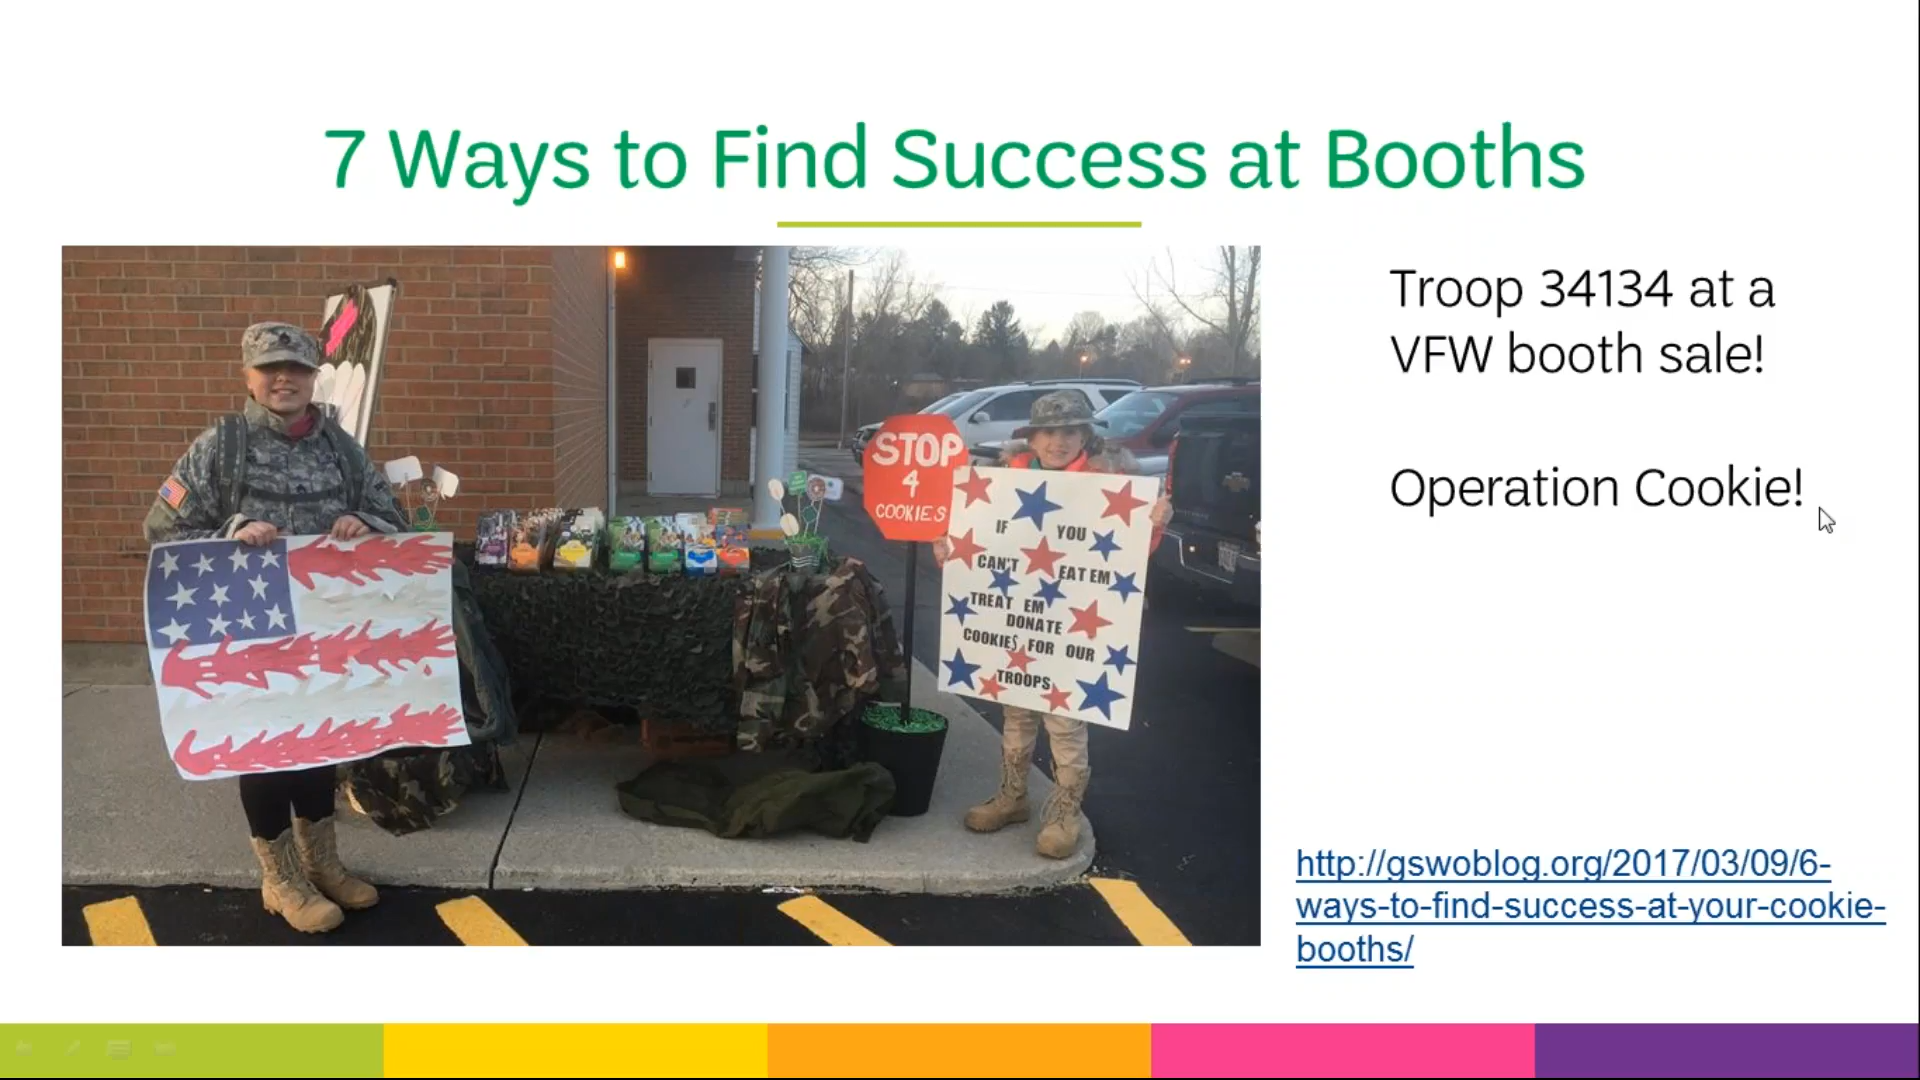 7 Ways to Find Success at Booths
Troop 34134 at a
VFW booth sale!
Operation Cookie!
STOP
4
COOKIES
IF YOU
CAN'T EAT EM
TREAT EM
DONATE
COOKIES FOR OUR
TROOPS
http://gswoblog.org/2017/03/09/6-
ways-to-find-success-at-your-cookie-
booths/